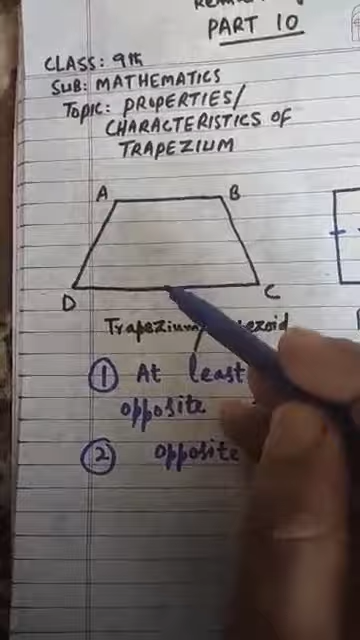 PART 10
CLASS: 9th
SUB: MATHEMATICS
TOPIC: PROPERTIES/
CHARACTERISTICS OF
TRAPEZIUM
A B
D C
Trapezium/
① At least
opposite
② opposite